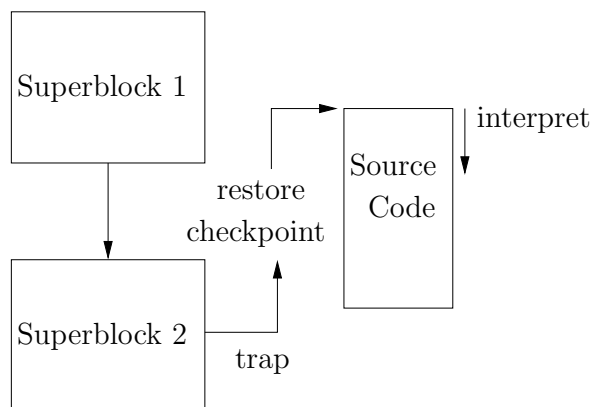 Superblock 1
interpret
Source
Code
restore
checkpoint
Superblock 2
trap